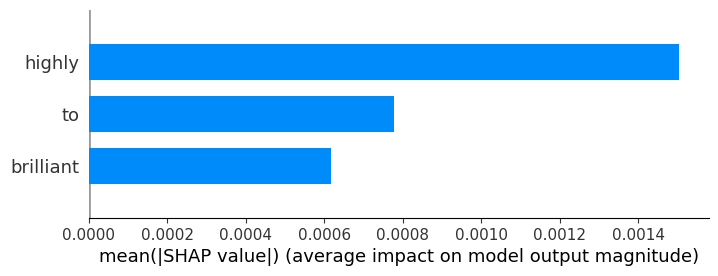 highly
to
brilliant
0.0000 0.0002 0.0004 0.0006 0.0008 0.0010 0.0012 0.0014
mean(|SHAP value|) (average impact on model output magnitude)